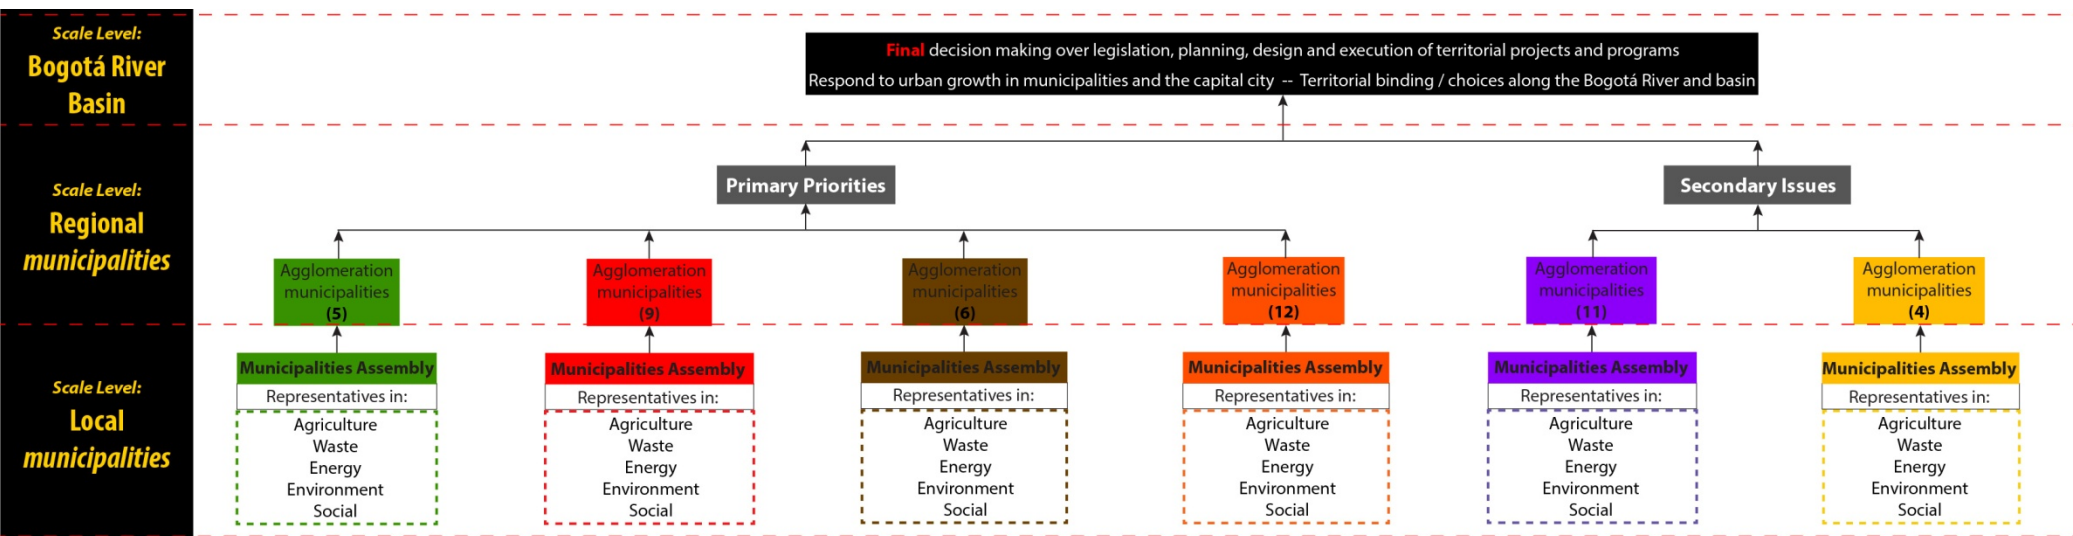 Scale Level:
Bogotá River
Basin
Final decision making over legislation, planning, design and execution of territorial projects and programs
Respond to urban growth in municipalities and the capital city -- Territorial binding / choices along the Bogotá River and basin
Scale Level:
Regional
municipalities
Primary Priorities
Secondary Issues
Agglomeration
municipalities
(5)
Agglomeration
municipalities
(9)
Agglomeration
municipalities
(6)
Agglomeration
municipalities
(12)
Agglomeration
municipalities
(11)
Agglomeration
municipalities
(4)
Scale Level:
Local
municipalities
Municipalities Assembly
Representatives in:
Agriculture
Waste
Energy
Environment
Social
Municipalities Assembly
Representatives in:
Agriculture
Waste
Energy
Environment
Social
Municipalities Assembly
Representatives in:
Agriculture
Waste
Energy
Environment
Social
Municipalities Assembly
Representatives in:
Agriculture
Waste
Energy
Environment
Social
Municipalities Assembly
Representatives in:
Agriculture
Waste
Energy
Environment
Social
Municipalities Assembly
Representatives in:
Agriculture
Waste
Energy
Environment
Social